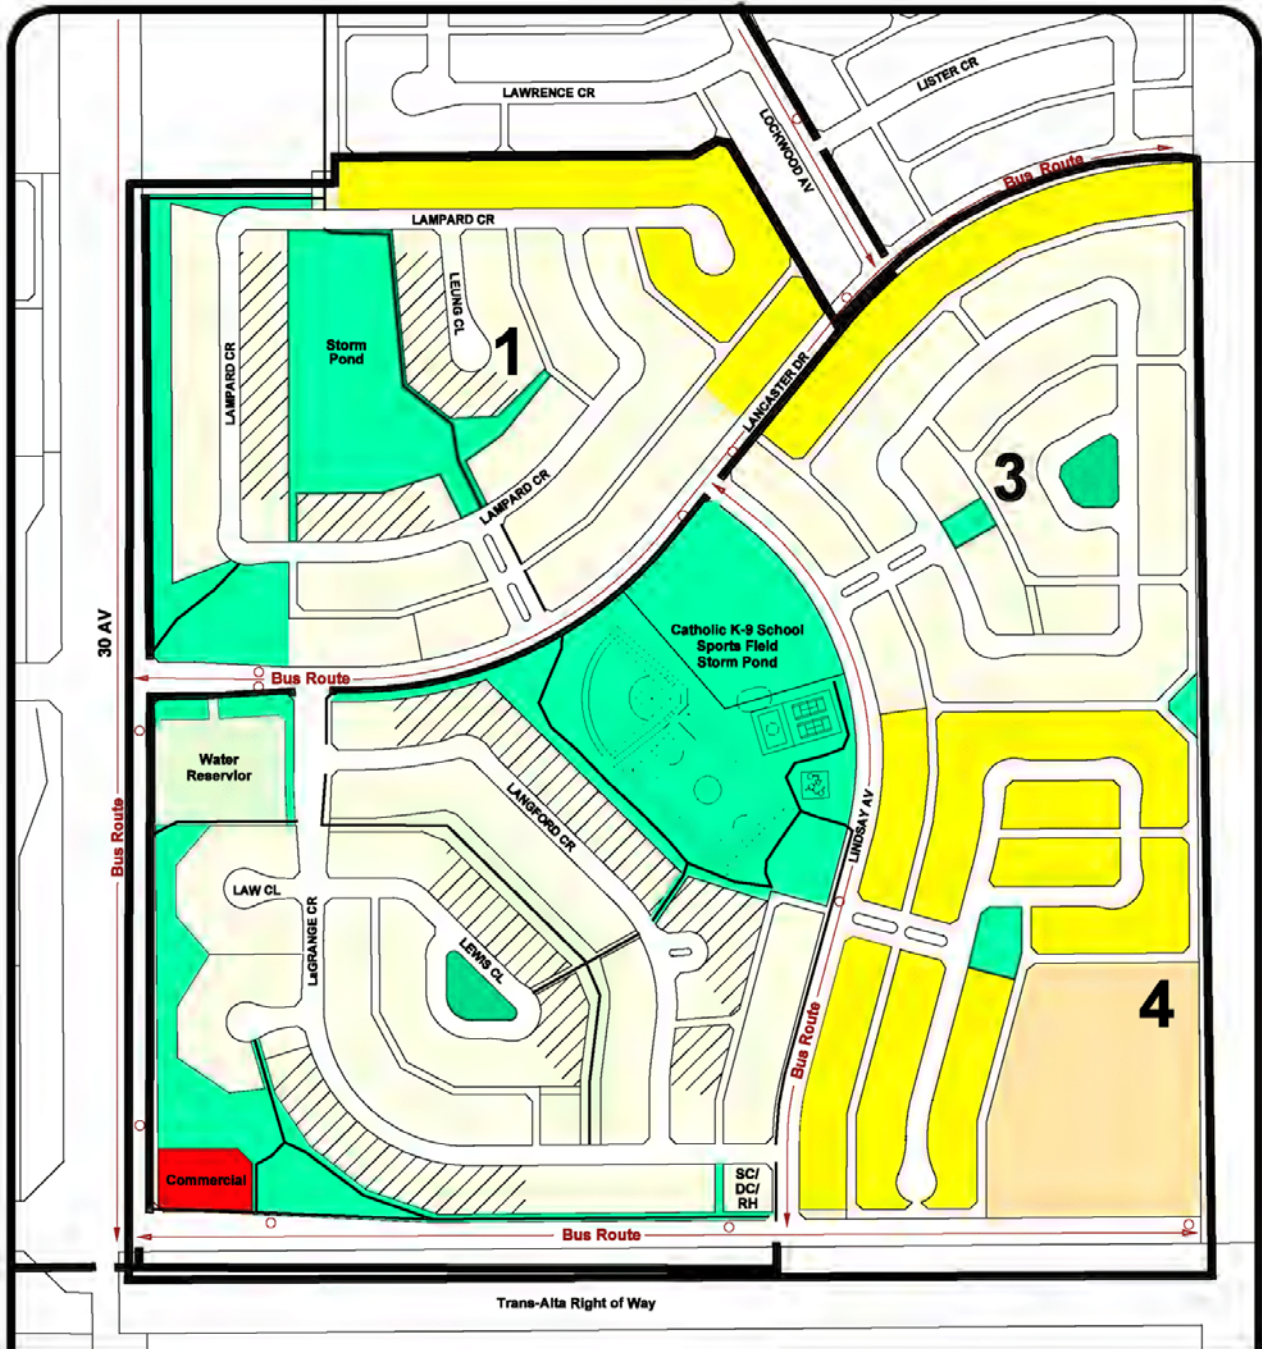 LAWRENCE CR
LISTER CR
LOCKWOOD AV
Bus Route
LAMPARD CR
LEUNG CL
1
Storm
Pond
LAMPARD CR
LANCASTER DR
3
LAMPARD CR
30 AV
Catholic K-9 School
Sports Field
Storm Pond
Bus Route
Water
Reservior
LANGFORD CR
Bus Route
LINDSAY AV
LAW CL
LaGRANGE CR
LEWIS CL
4
Bus Route
Commercial
SC/
DC/
RH
Bus Route
Trans-Alta Right of Way